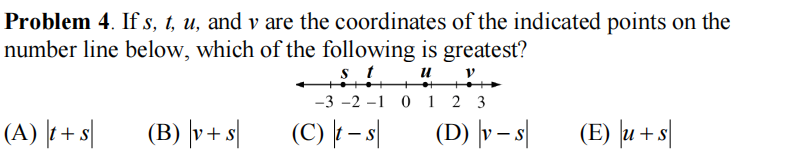 Problem 4. If s, t, u, and v are the coordinates of the indicated points on the
number line below, which of the following is greatest?
s t u v
−3 −2 −1 0 1 2 3
(A) |t + s| (B) |v + s| (C) |t − s| (D) |v − s| (E) |u + s|